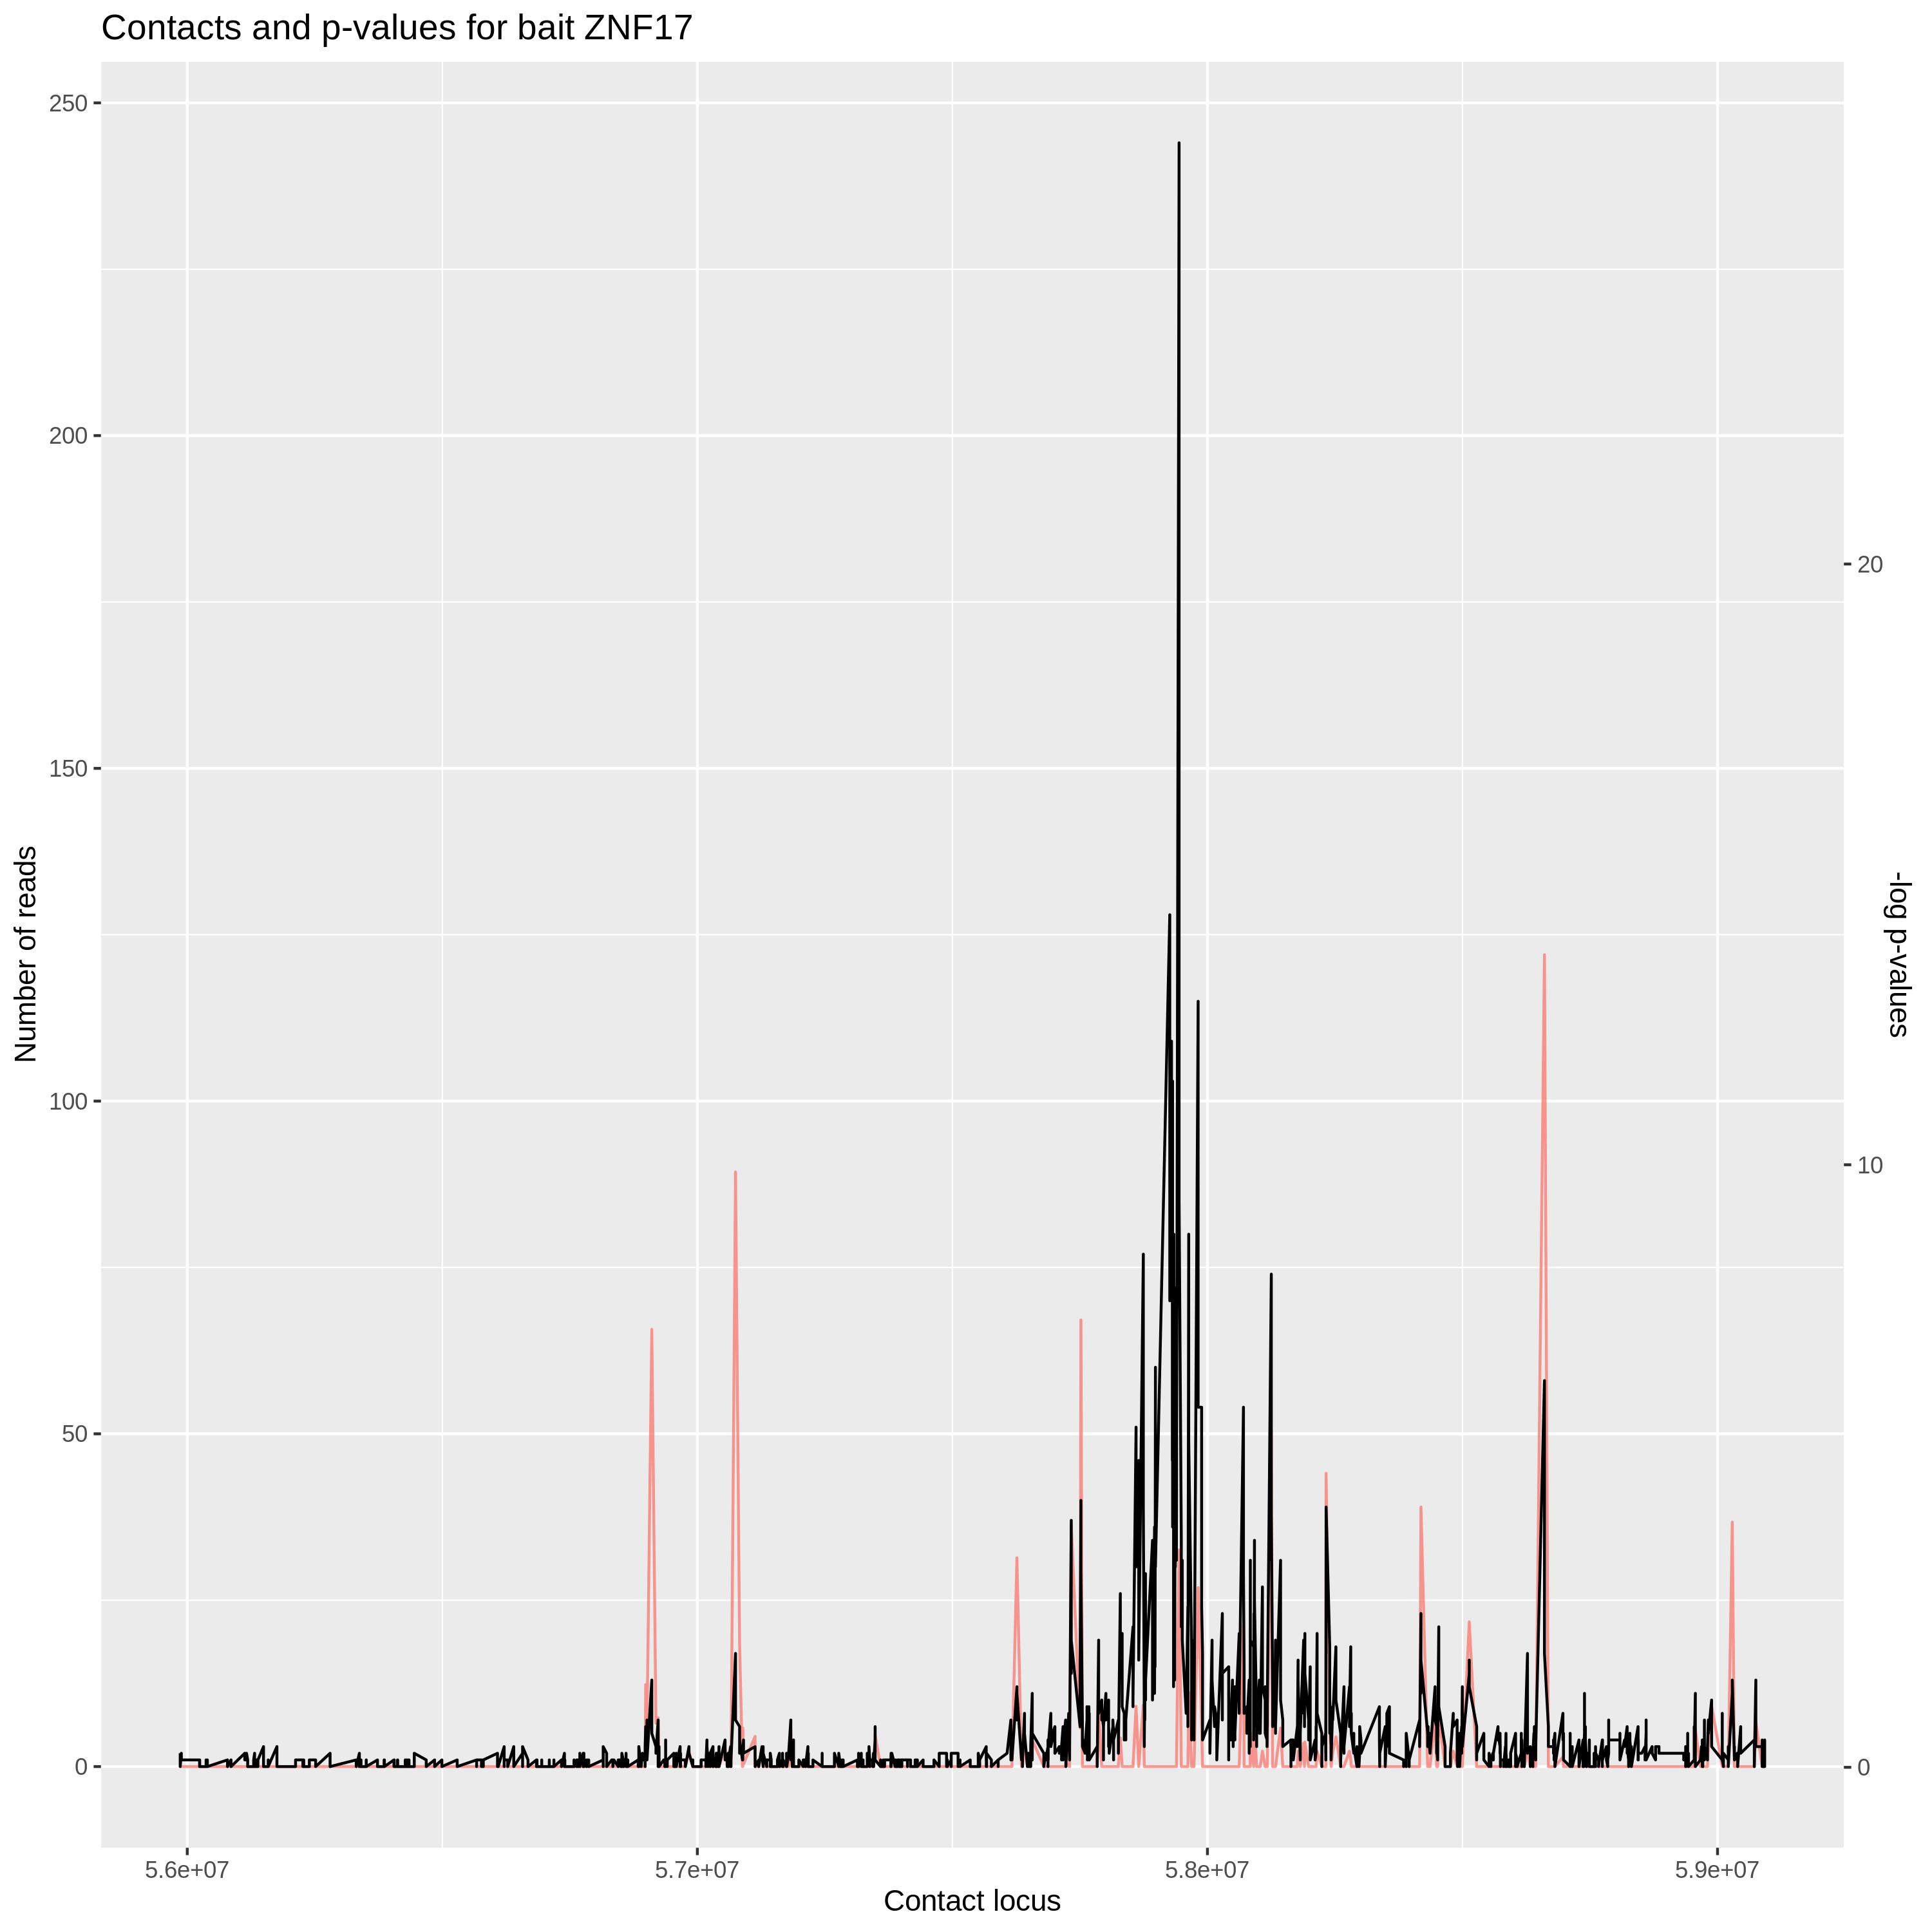 Contacts and p-values for bait ZNF17
250
200
150
100
50
0
Number of reads
20
10
0
-log p-values
5.6e+07
5.7e+07
5.8e+07
5.9e+07
Contact locus